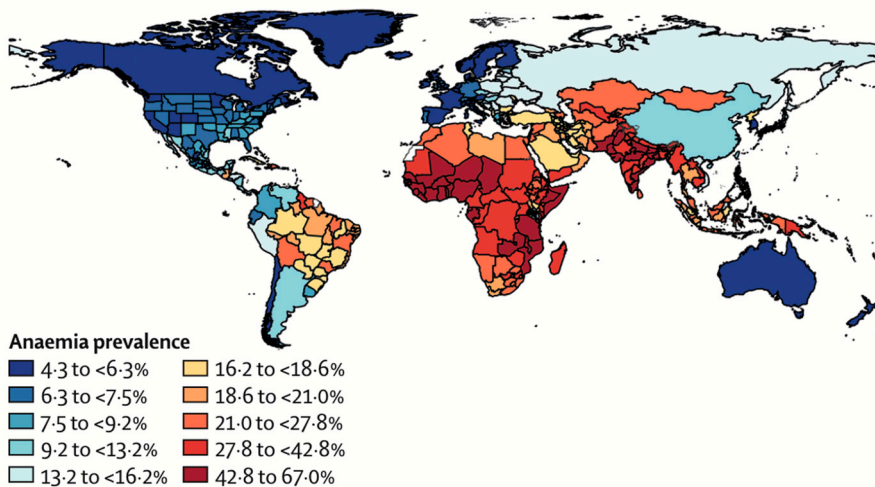 Anaemia prevalence
4·3 to <6·3%
6·3 to <7·5%
7·5 to <9·2%
9·2 to <13·2%
13·2 to <16·2%
16·2 to <18·6%
18·6 to <21·0%
21·0 to <27·8%
27·8 to <42·8%
42·8 to 67·0%